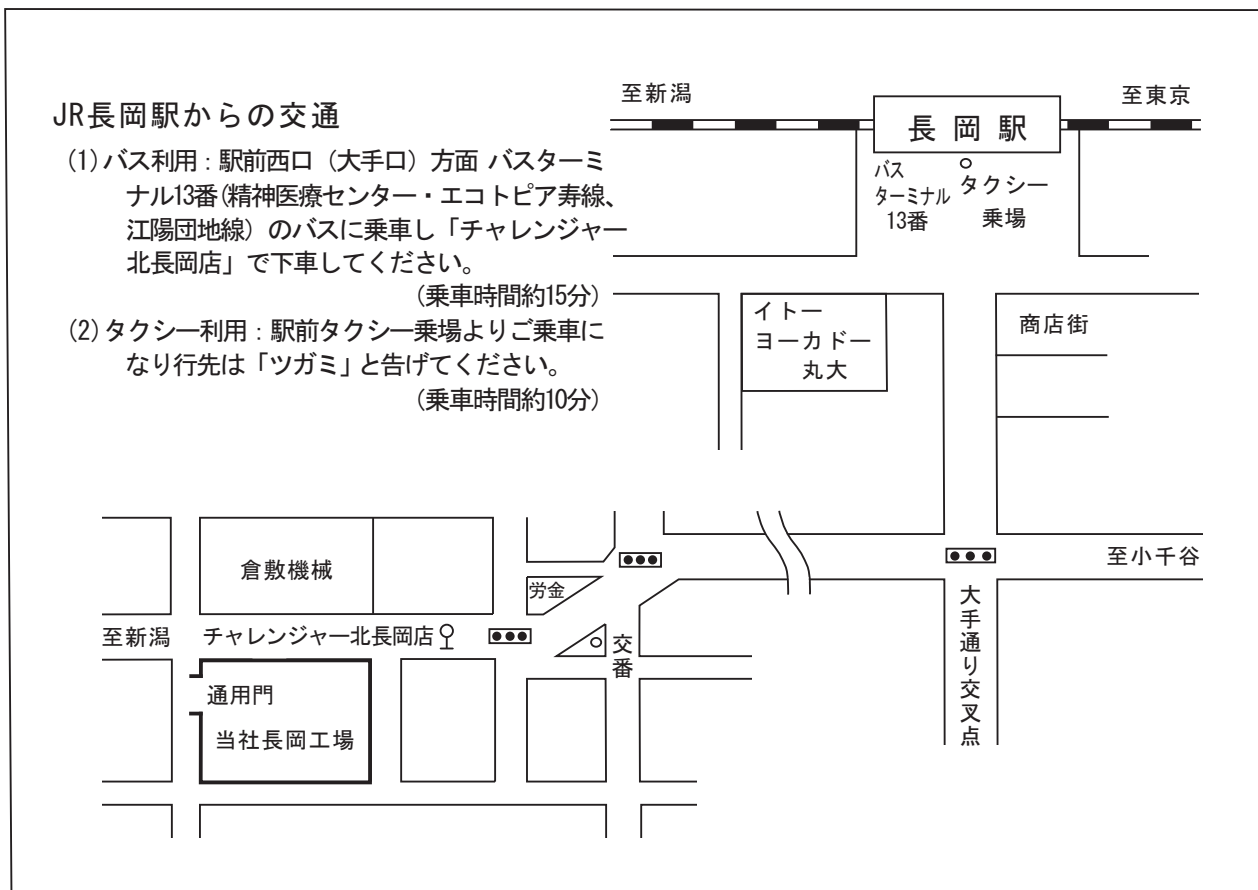 JR長岡駅からの交通
(1)バス利用：駅前西口（大手口）方面 バスターミ
ナル13番(精神医療センター・エコトピア寿線、
江陽団地線）のバスに乗車し「チャレンジャー
北長岡店」で下車してください。
(乗車時間約15分)
(2)タクシー利用：駅前タクシー乗場よりご乗車に
なり行先は「ツガミ」と告げてください。
(乗車時間約10分)
至新潟
長岡駅
至東京
バス
ターミナル
13番
タクシー
乗場
イトー
ヨーカドー
丸大
商店街
至小千谷
大手通り交叉点
倉敷機械
労金
至新潟
チャレンジャー北長岡店
交番
通用門
当社長岡工場